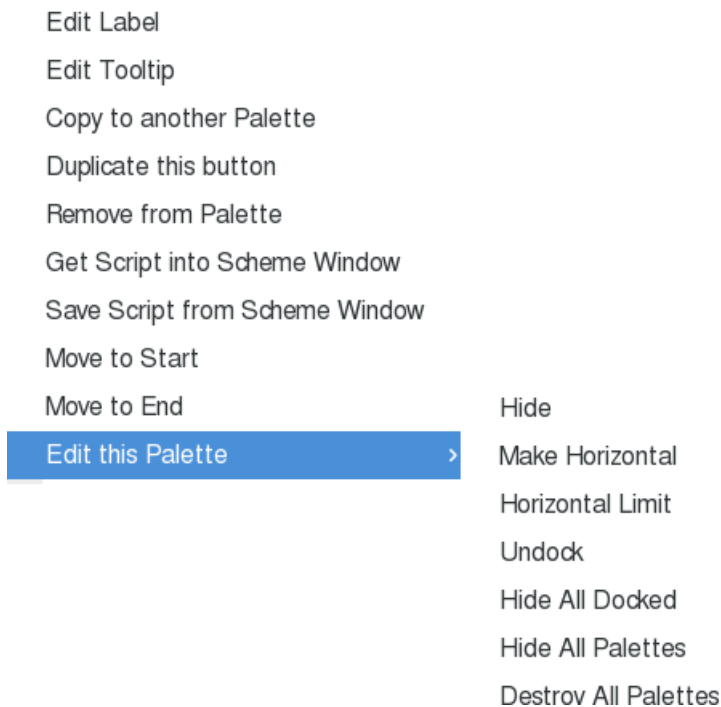 Edit Label
Edit Tooltip
Copy to another Palette
Duplicate this button
Remove from Palette
Get Script into Scheme Window
Save Script from Scheme Window
Move to Start
Move to End
Edit this Palette
Hide
Make Horizontal
Horizontal Limit
Undock
Hide All Docked
Hide All Palettes
Destroy All Palettes